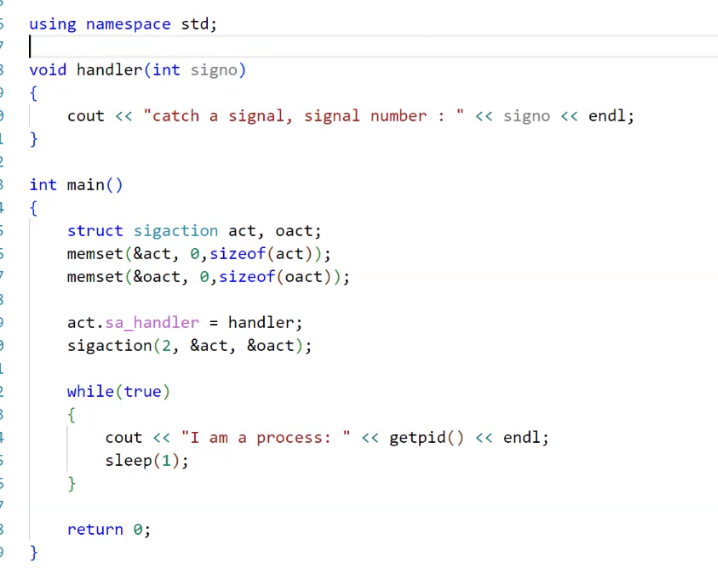 using namespace std;
void handler(int signo)
{
    cout << "catch a signal, signal number : " << signo << endl;
}
int main()
{
    struct sigaction act, oact;
    memset(&act, 0,sizeof(act));
    memset(&oact, 0,sizeof(oact));
    act.sa_handler = handler;
    sigaction(2, &act, &oact);
    while(true)
    {
        cout << "I am a process: " << getpid() << endl;
        sleep(1);
    }
    return 0;
}